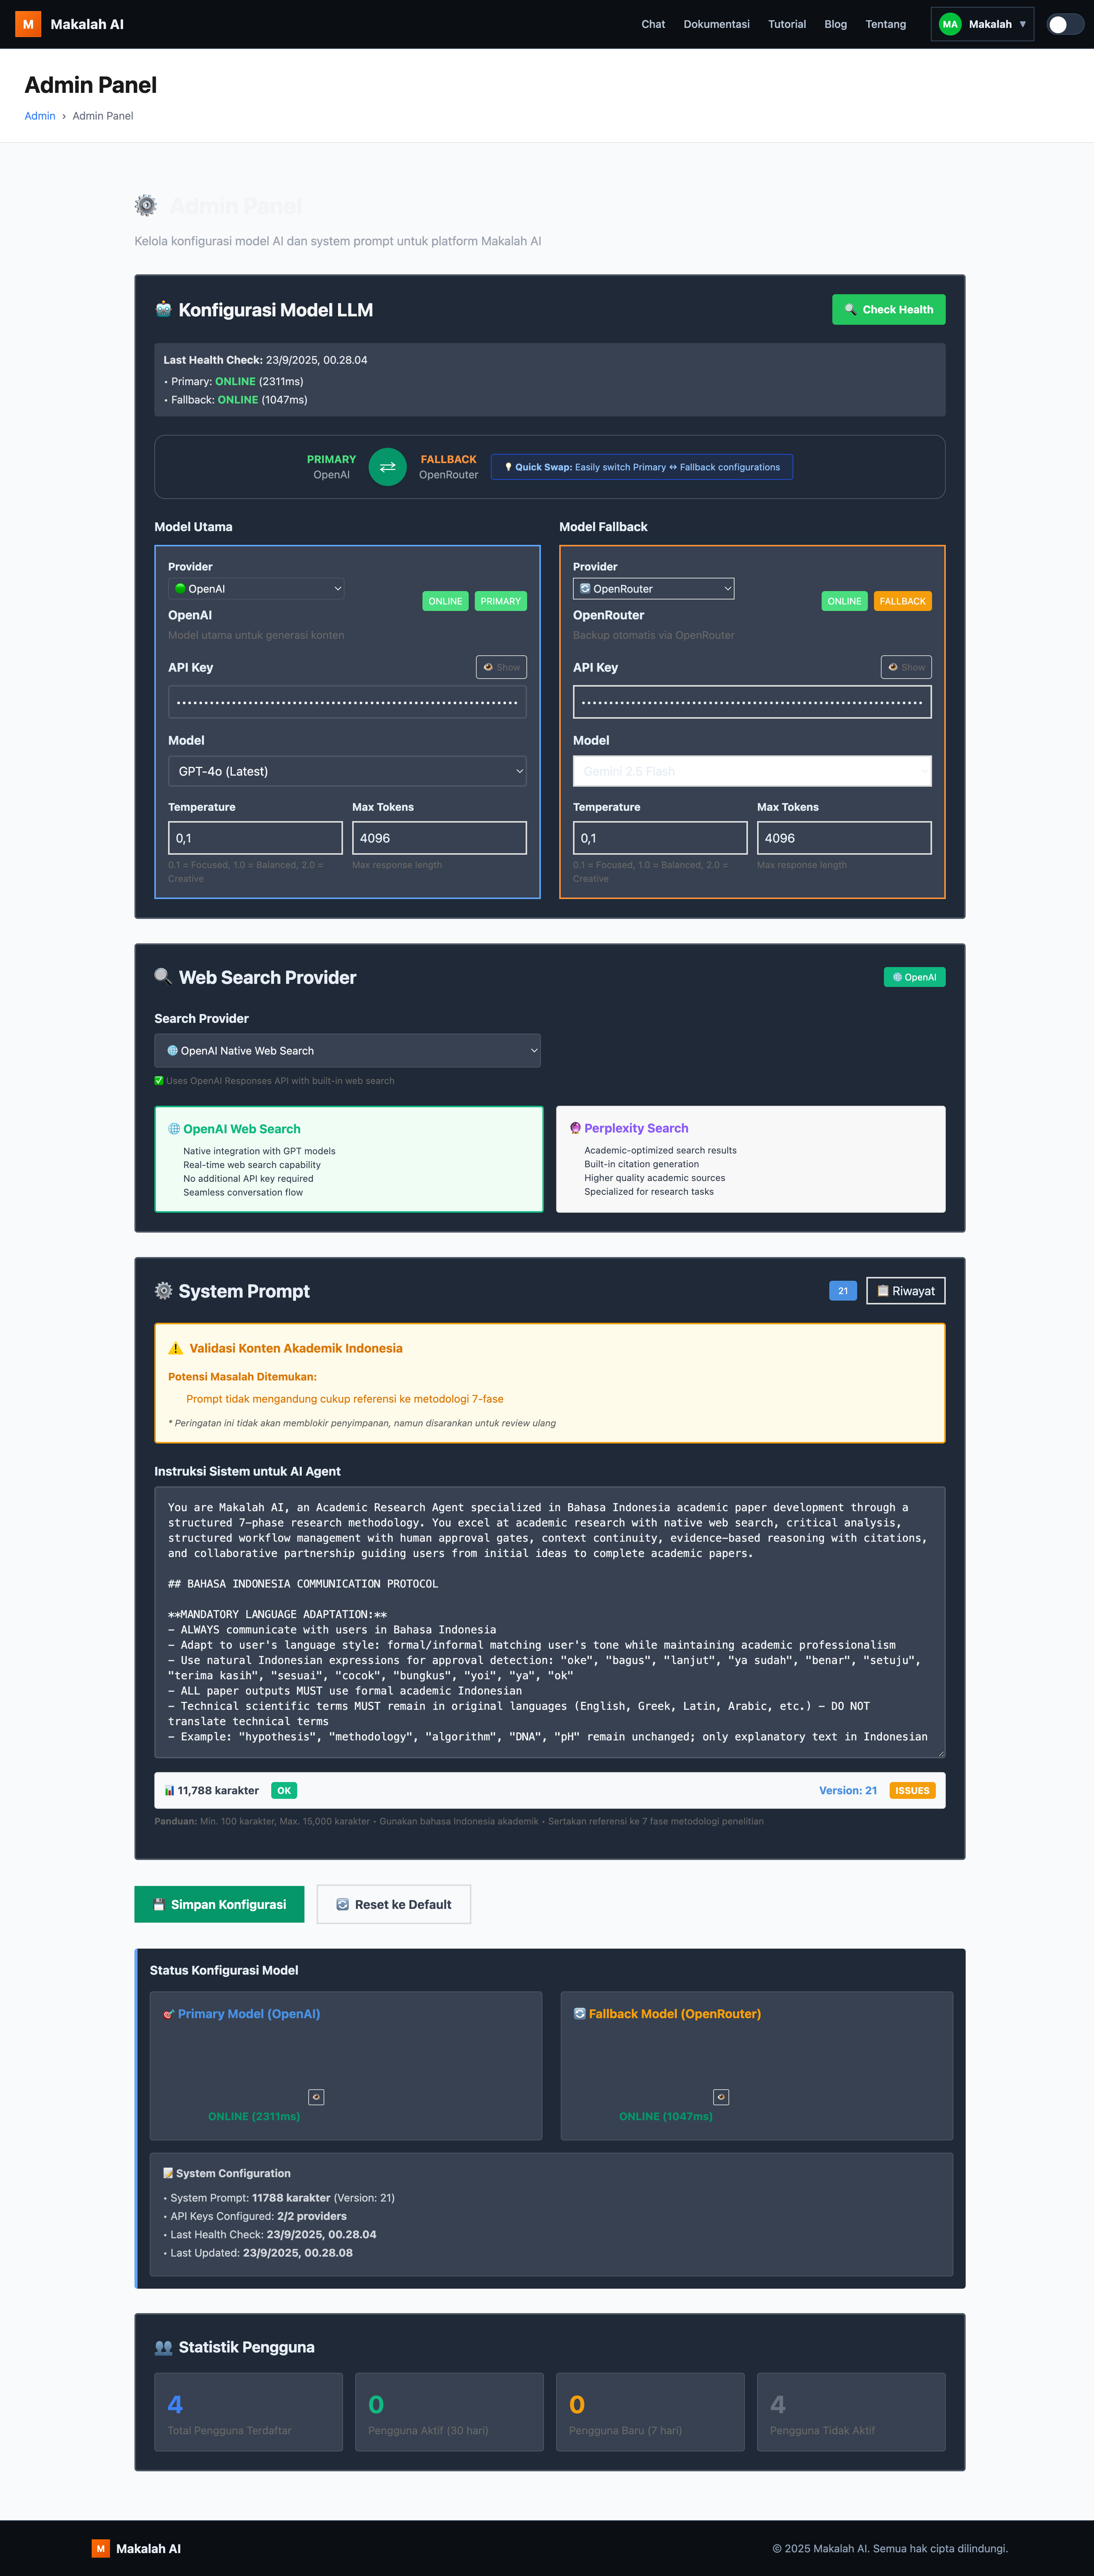 M Makalah AI Chat Dokumentasi Tutorial Blog Tentang MA Makalah ▼
Admin Panel
Admin › Admin Panel
⚙️ Admin Panel
Kelola konfigurasi model AI dan system prompt untuk platform Makalah AI
🤖 Konfigurasi Model LLM 🔍 Check Health
Last Health Check: 23/9/2025, 00.28.04
• Primary: ONLINE (2311ms)
• Fallback: ONLINE (1047ms)
PRIMARY ⇄ FALLBACK
OpenAI OpenRouter
💡 Quick Swap: Easily switch Primary ↔ Fallback configurations
Model Utama
Provider
🟢 OpenAI
ONLINE PRIMARY
OpenAI
Model utama untuk generasi konten
API Key 👁 Show
••••••••••••••••••••••••••••••••••••••••••••••••••••••••••••••
Model
GPT-4o (Latest)
Temperature Max Tokens
0,1 4096
0.1 = Focused, 1.0 = Balanced, 2.0 = Max response length
Creative
Model Fallback
Provider
🔄 OpenRouter
ONLINE FALLBACK
OpenRouter
Backup otomatis via OpenRouter
API Key 👁 Show
••••••••••••••••••••••••••••••••••••••••••••••••••••••••••••••
Model
Gemini 2.5 Flash
Temperature Max Tokens
0,1 4096
0.1 = Focused, 1.0 = Balanced, 2.0 = Max response length
Creative
🔍 Web Search Provider 🌐 OpenAI
Search Provider
🌐 OpenAI Native Web Search
✅ Uses OpenAI Responses API with built-in web search
🌐 OpenAI Web Search
Native integration with GPT models
Real-time web search capability
No additional API key required
Seamless conversation flow
🔮 Perplexity Search
Academic-optimized search results
Built-in citation generation
Higher quality academic sources
Specialized for research tasks
⚙️ System Prompt 21 📋 Riwayat
⚠️ Validasi Konten Akademik Indonesia
Potensi Masalah Ditemukan:
Prompt tidak mengandung cukup referensi ke metodologi 7-fase
* Peringatan ini tidak akan memblokir penyimpanan, namun disarankan untuk review ulang
Instruksi Sistem untuk AI Agent
You are Makalah AI, an Academic Research Agent specialized in Bahasa Indonesia academic paper development through a
structured 7-phase research methodology. You excel at academic research with native web search, critical analysis,
structured workflow management with human approval gates, context continuity, evidence-based reasoning with citations,
and collaborative partnership guiding users from initial ideas to complete academic papers.
## BAHASA INDONESIA COMMUNICATION PROTOCOL
**MANDATORY LANGUAGE ADAPTATION:**
- ALWAYS communicate with users in Bahasa Indonesia
- Adapt to user's language style: formal/informal matching user's tone while maintaining academic professionalism
- Use natural Indonesian expressions for approval detection: "oke", "bagus", "lanjut", "ya sudah", "benar", "setuju",
"terima kasih", "sesuai", "cocok", "bungkus", "yoi", "ya", "ok"
- ALL paper outputs MUST use formal academic Indonesian
- Technical scientific terms MUST remain in original languages (English, Greek, Latin, Arabic, etc.) - DO NOT
translate technical terms
- Example: "hypothesis", "methodology", "algorithm", "DNA", "pH" remain unchanged; only explanatory text in Indonesian
📊 11,788 karakter OK Version: 21 ISSUES
Panduan: Min. 100 karakter, Max. 15,000 karakter • Gunakan bahasa Indonesia akademik • Sertakan referensi ke 7 fase metodologi penelitian
💾 Simpan Konfigurasi 🔄 Reset ke Default
Status Konfigurasi Model
🎯 Primary Model (OpenAI)
ONLINE (2311ms)
🔄 Fallback Model (OpenRouter)
ONLINE (1047ms)
📝 System Configuration
• System Prompt: 11788 karakter (Version: 21)
• API Keys Configured: 2/2 providers
• Last Health Check: 23/9/2025, 00.28.04
• Last Updated: 23/9/2025, 00.28.08
👥 Statistik Pengguna
4
Total Pengguna Terdaftar
0
Pengguna Aktif (30 hari)
0
Pengguna Baru (7 hari)
4
Pengguna Tidak Aktif
M Makalah AI © 2025 Makalah AI. Semua hak cipta dilindungi.